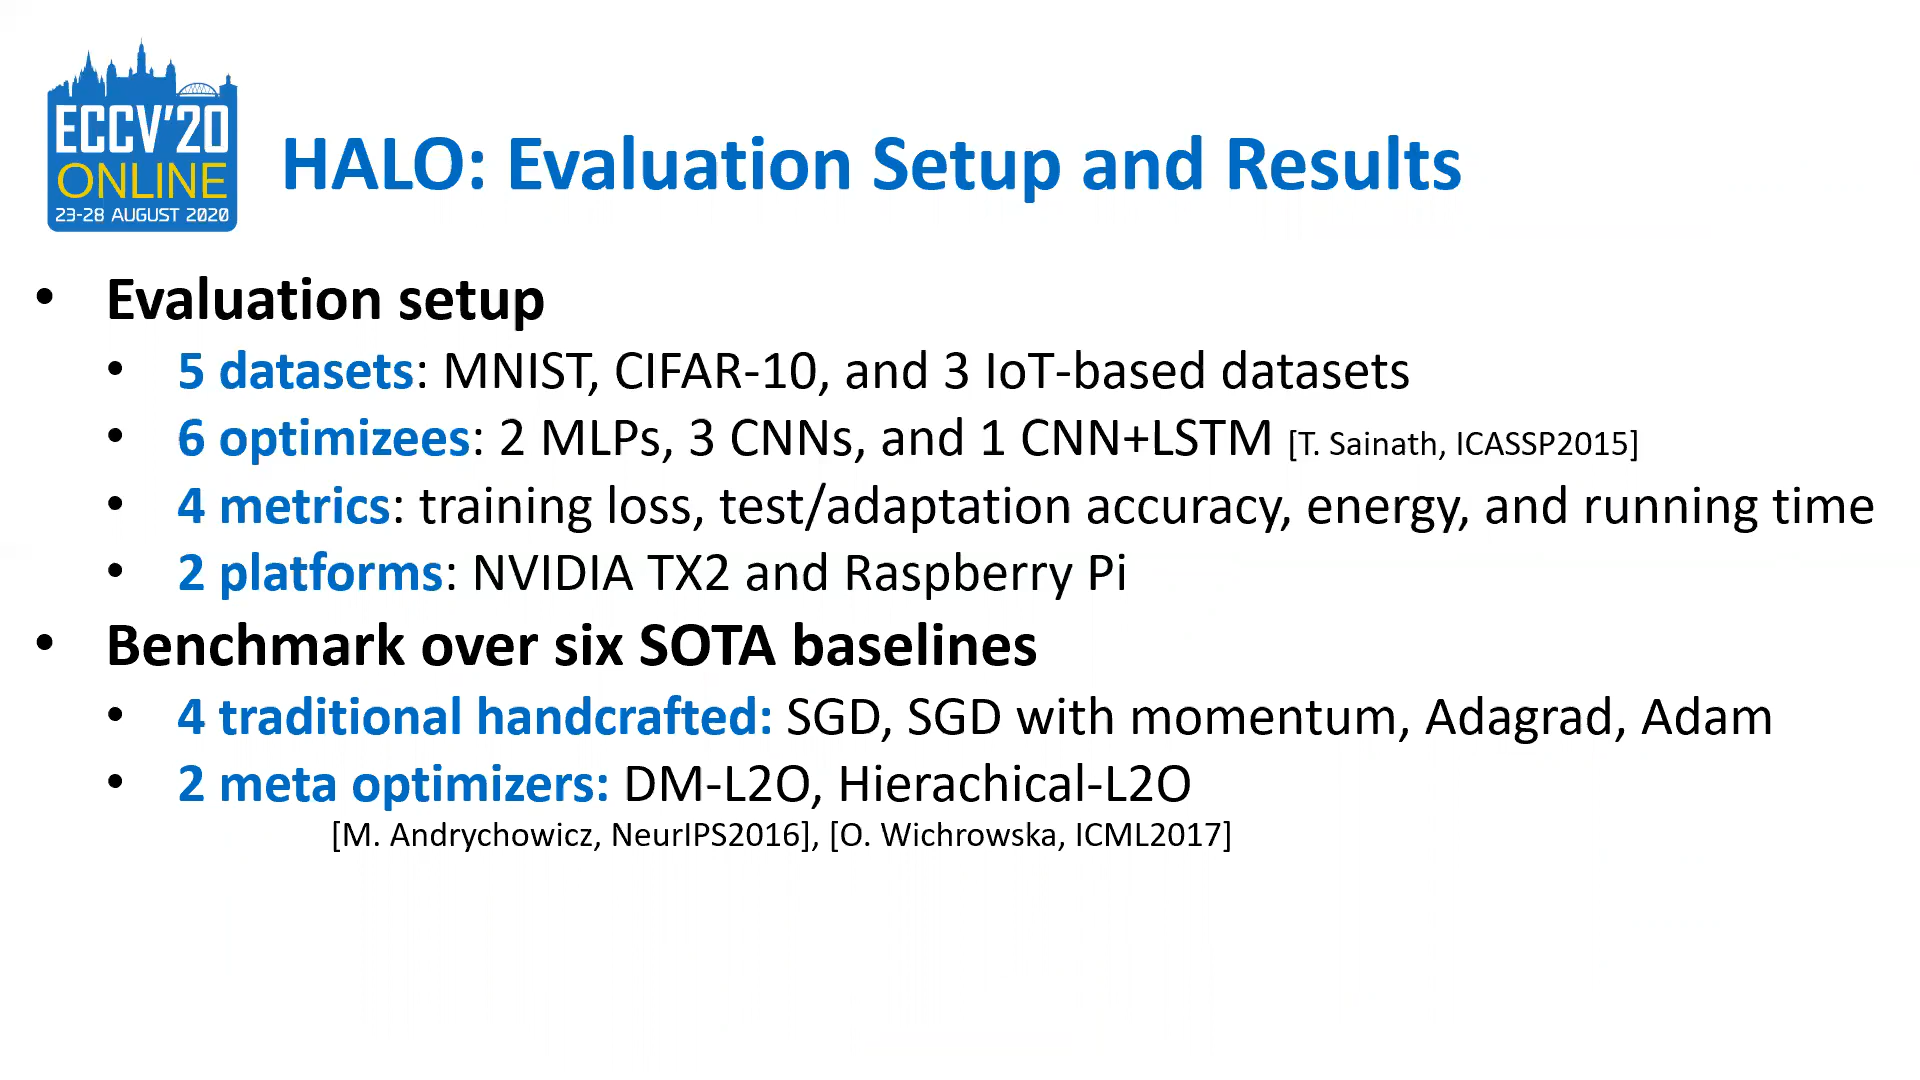 ECCV'20
ONLINE
23-28 AUGUST 2020
HALO: Evaluation Setup and Results
• Evaluation setup
• 5 datasets: MNIST, CIFAR-10, and 3 IoT-based datasets
• 6 optimizees: 2 MLPs, 3 CNNs, and 1 CNN+LSTM [T. Sainath, ICASSP2015]
• 4 metrics: training loss, test/adaptation accuracy, energy, and running time
• 2 platforms: NVIDIA TX2 and Raspberry Pi
• Benchmark over six SOTA baselines
• 4 traditional handcrafted: SGD, SGD with momentum, Adagrad, Adam
• 2 meta optimizers: DM-L2O, Hierachical-L2O
[M. Andrychowicz, NeurIPS2016], [O. Wichrowska, ICML2017]